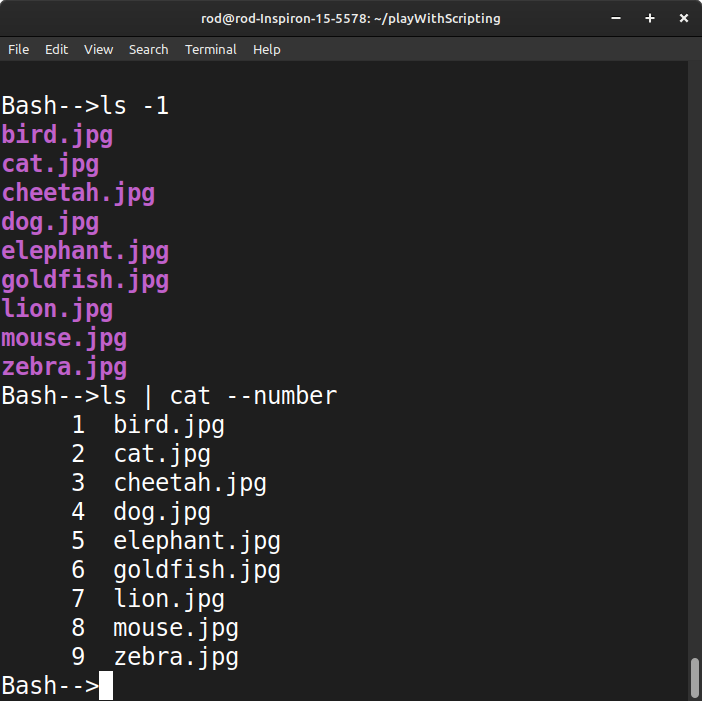 rod@rod-Inspiron-15-5578: ~/playWithScripting
File Edit View Search Terminal Help
Bash-->ls -1
bird.jpg
cat.jpg
cheetah.jpg
dog.jpg
elephant.jpg
goldfish.jpg
lion.jpg
mouse.jpg
zebra.jpg
Bash-->ls | cat --number
1 bird.jpg
2 cat.jpg
3 cheetah.jpg
4 dog.jpg
5 elephant.jpg
6 goldfish.jpg
7 lion.jpg
8 mouse.jpg
9 zebra.jpg
Bash-->